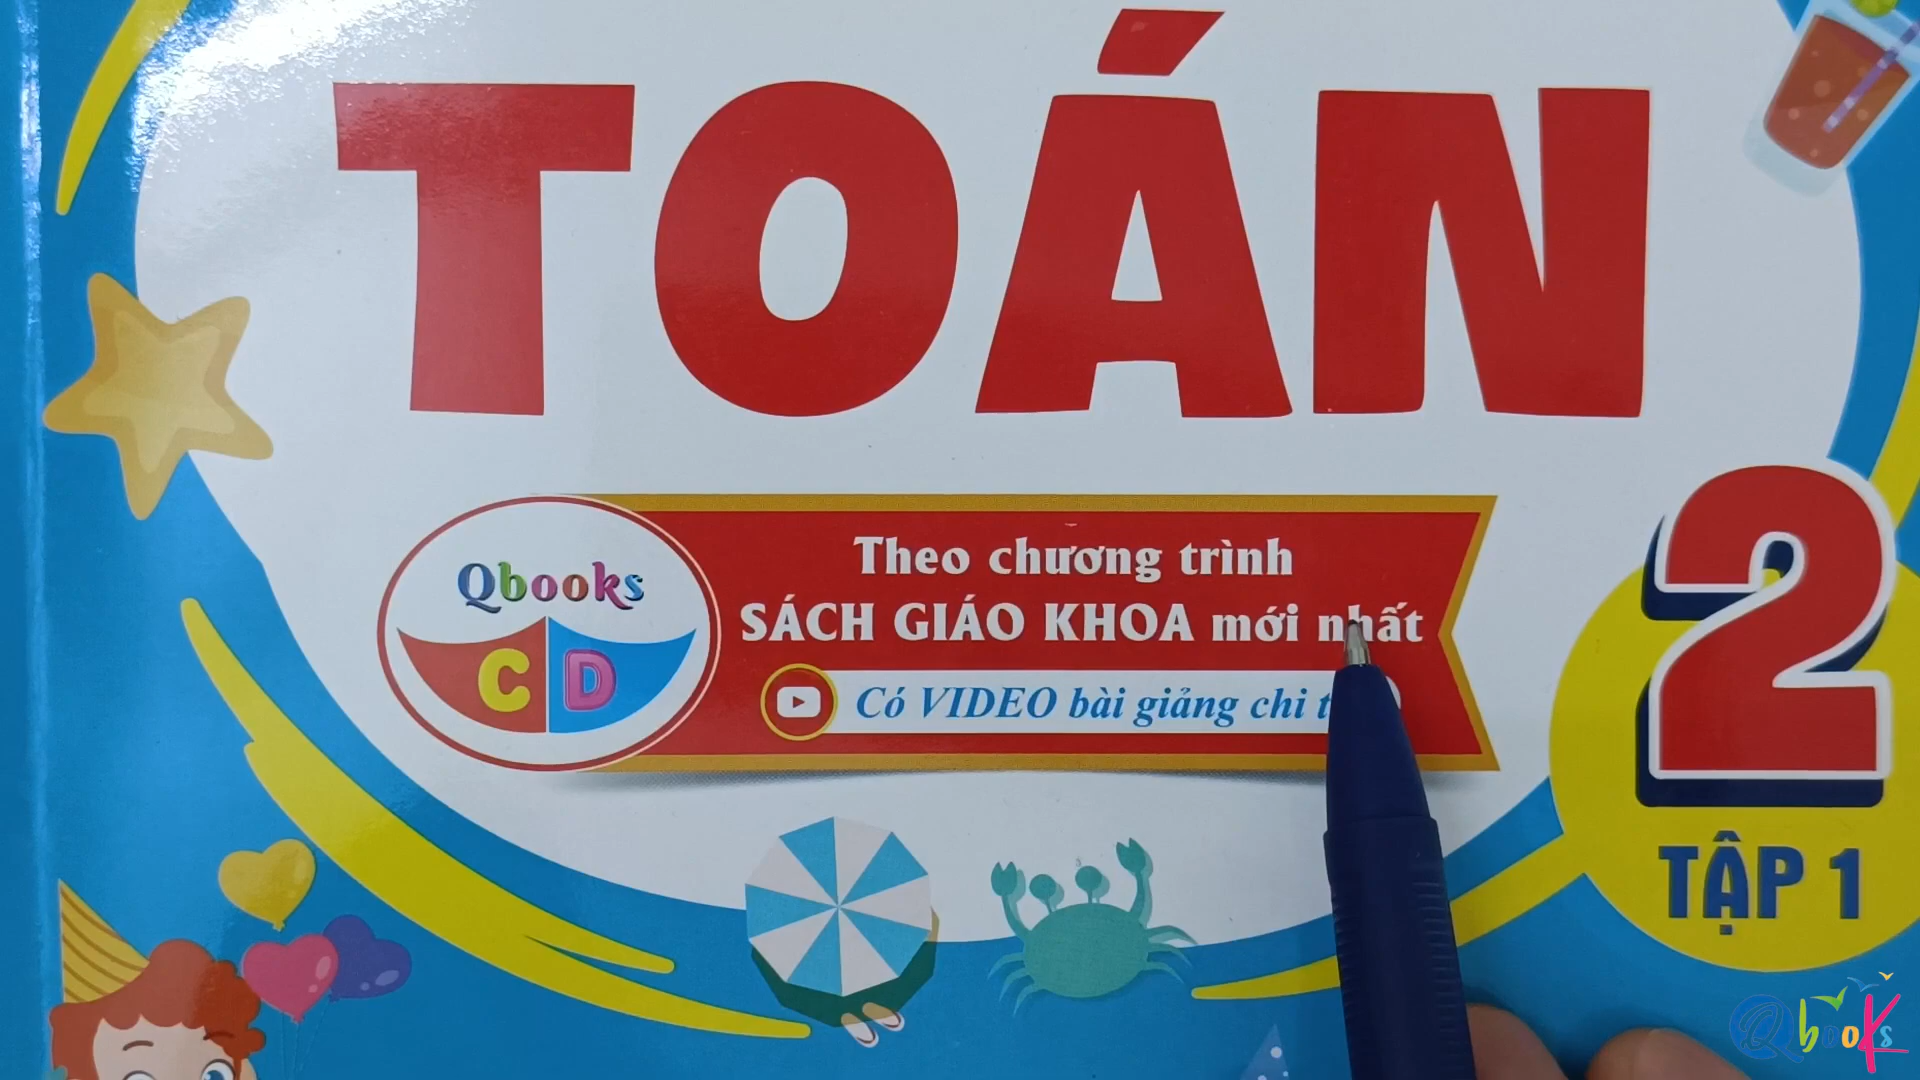 TOÁN
Qbooks
C D
Theo chương trình
SÁCH GIÁO KHOA mới nhất
Có VIDEO bài giảng chi
2
TẬP 1
Qbooks